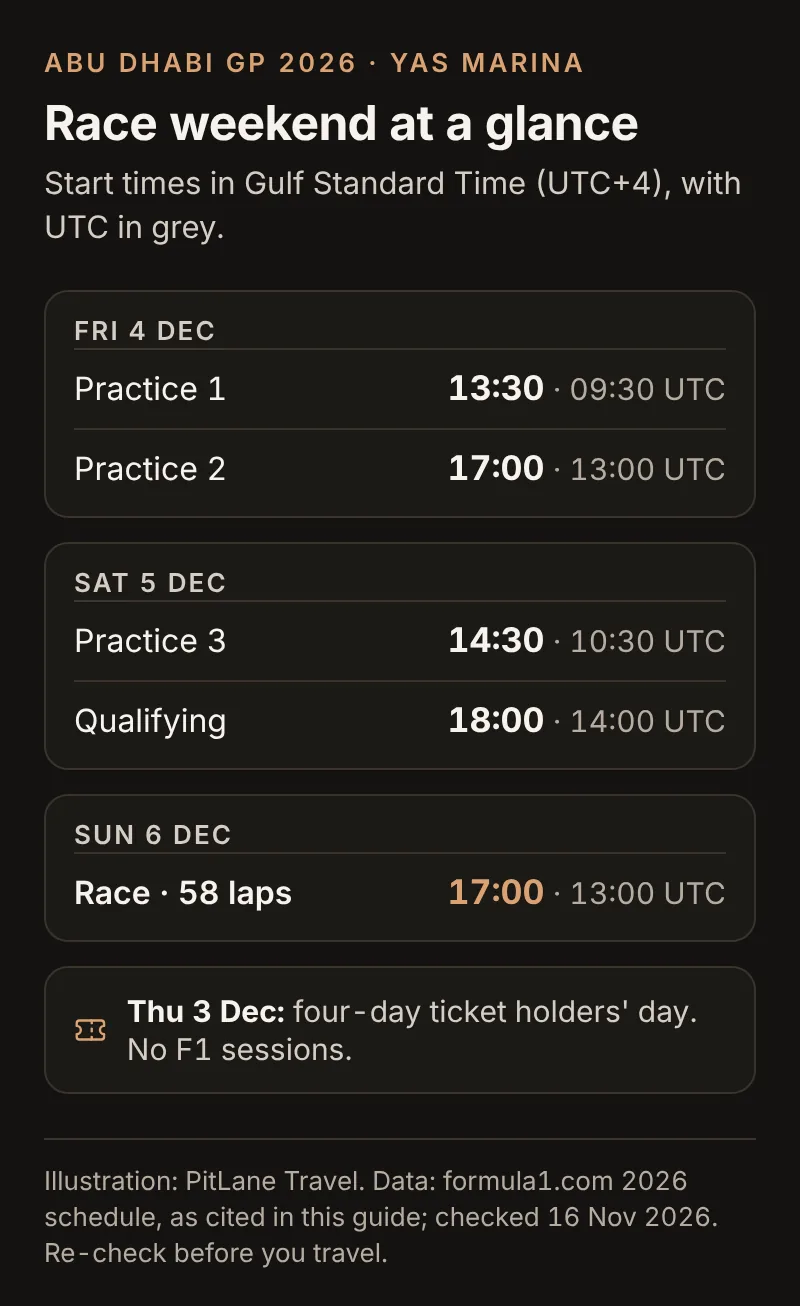 ABU DHABI GP 2026 · YAS MARINA
Race weekend at a glance
Start times in Gulf Standard Time (UTC+4), with
UTC in grey.
FRI 4 DEC
Practice 1 13:30 · 09:30 UTC
Practice 2 17:00 · 13:00 UTC
SAT 5 DEC
Practice 3 14:30 · 10:30 UTC
Qualifying 18:00 · 14:00 UTC
SUN 6 DEC
Race · 58 laps 17:00 · 13:00 UTC
Thu 3 Dec: four-day ticket holders' day.
No F1 sessions.
Illustration: PitLane Travel. Data: formula1.com 2026
schedule, as cited in this guide; checked 16 Nov 2026.
Re-check before you travel.